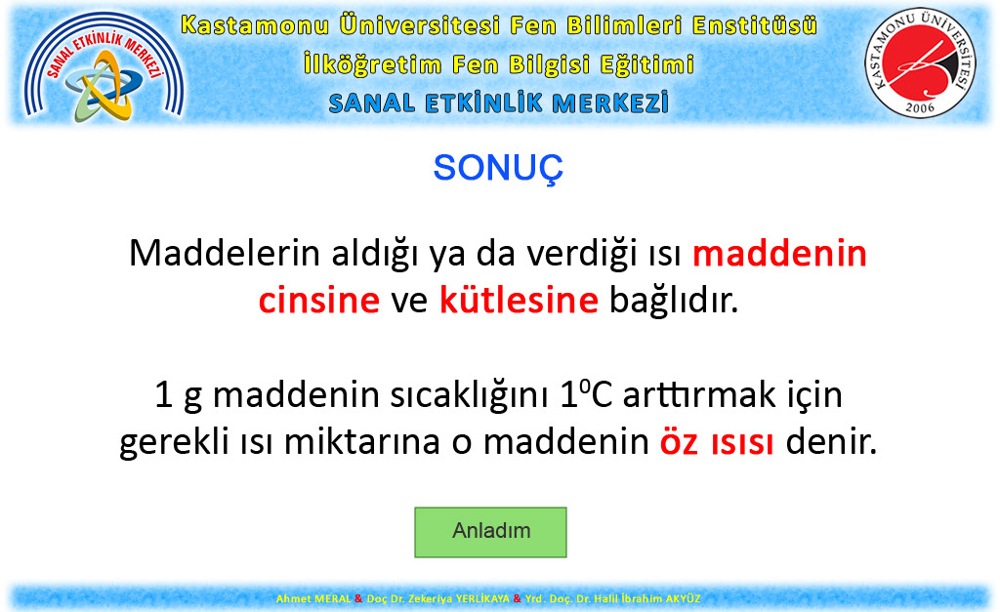 Kastamonu Üniversitesi Fen Bilimleri Enstitüsü
İlköğretim Fen Bilgisi Eğitimi
SANAL ETKİNLİK MERKEZİ
SANAL ETKİNLİK MERKEZİ
KASTAMONU ÜNİVERSİTESİ
2006
SONUÇ
Maddelerin aldığı ya da verdiği ısı maddenin
cinsine ve kütlesine bağlıdır.
1 g maddenin sıcaklığını 1⁰C arttırmak için
gerekli ısı miktarına o maddenin öz ısısı denir.
Anladım
Ahmet MERAL & Doç Dr. Zekeriya YERLİKAYA & Yrd. Doç. Dr. Halil İbrahim AKYÜZ